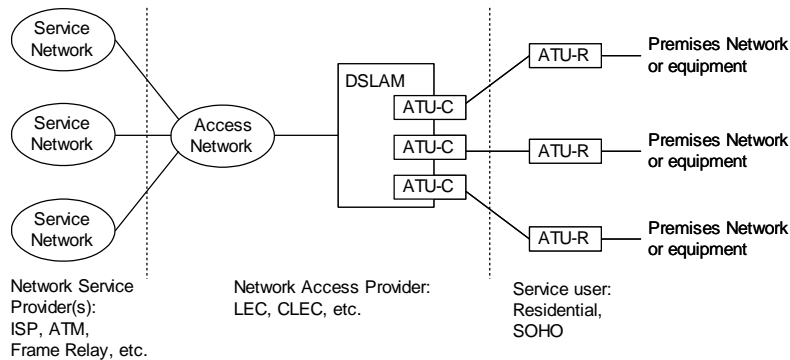 Service
Network
Service
Network
Service
Network
Access
Network
DSLAM
ATU-C
ATU-C
ATU-C
ATU-R
ATU-R
ATU-R
Premises Network
or equipment
Premises Network
or equipment
Premises Network
or equipment
Network Service
Provider(s):
ISP, ATM,
Frame Relay, etc.
Network Access Provider:
LEC, CLEC, etc.
Service user:
Residential,
SOHO